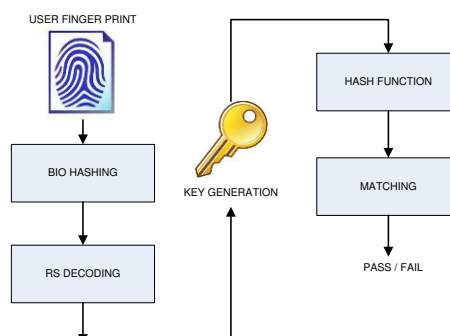 USER FINGER PRINT
BIO HASHING
RS DECODING
KEY GENERATION
HASH FUNCTION
MATCHING
PASS / FAIL